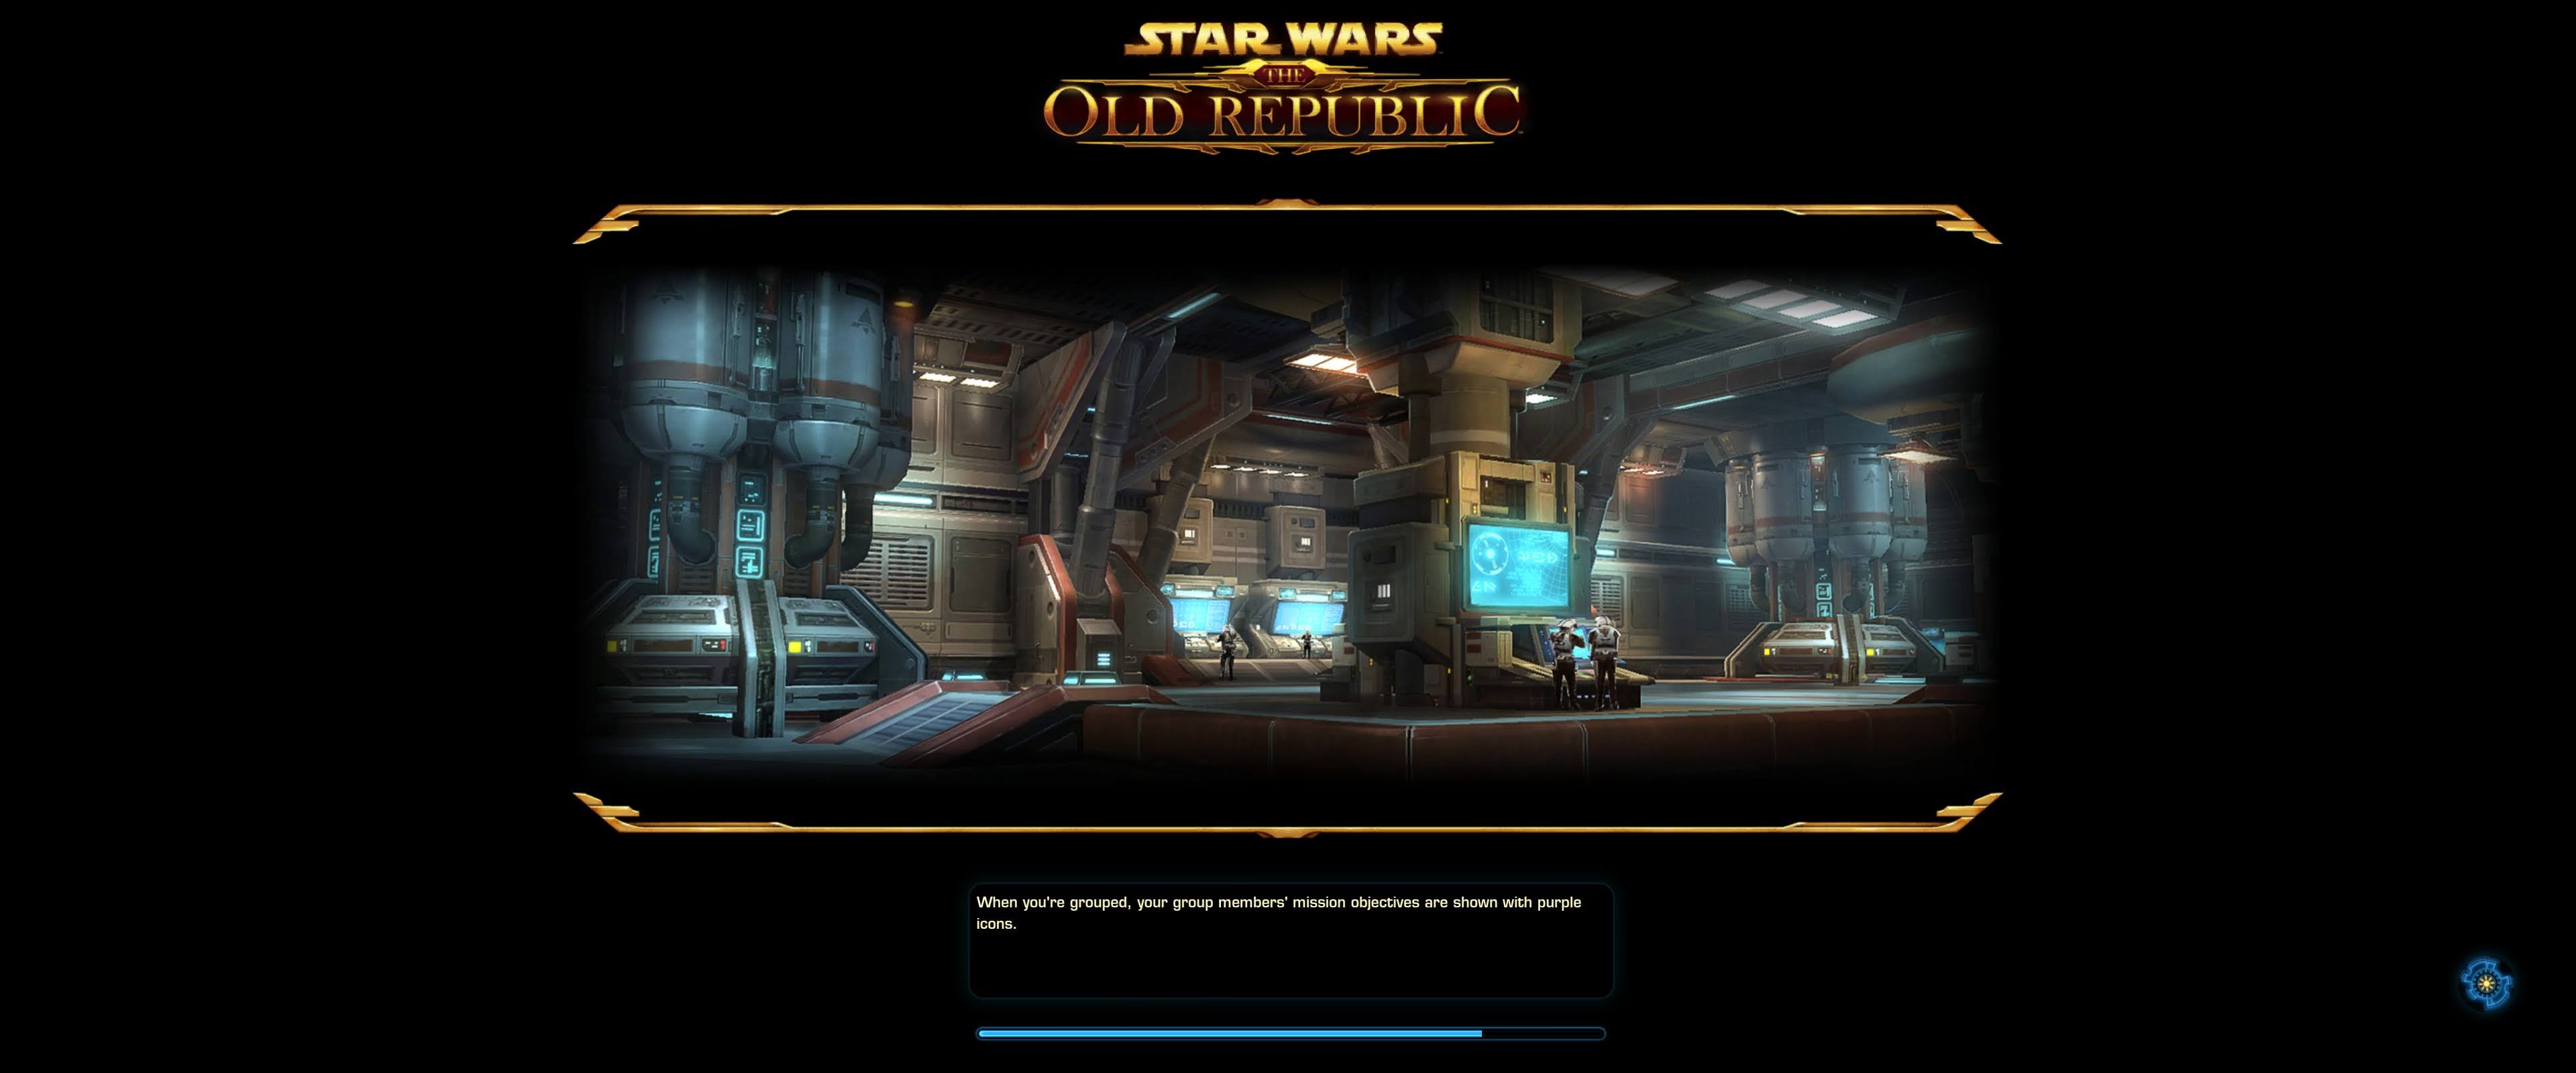 STAR WARS
THE
OLD REPUBLIC
When you're grouped, your group members' mission objectives are shown with purple
icons.